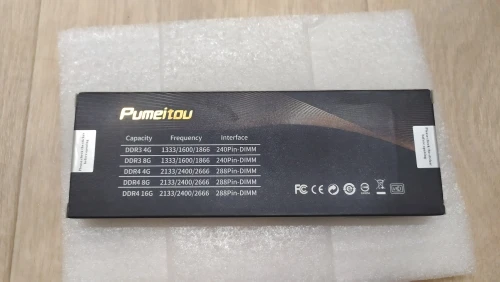 Pumeitou
Capacity Frequency Interface
DDR3 4G 1333/1600/1866 240Pin-DIMM
DDR3 8G 1333/1600/1866 240Pin-DIMM
DDR4 4G 2133/2400/2666 288Pin-DIMM
DDR4 8G 2133/2400/2666 288Pin-DIMM
DDR4 16G 2133/2400/2666 288Pin-DIMM
FC CE